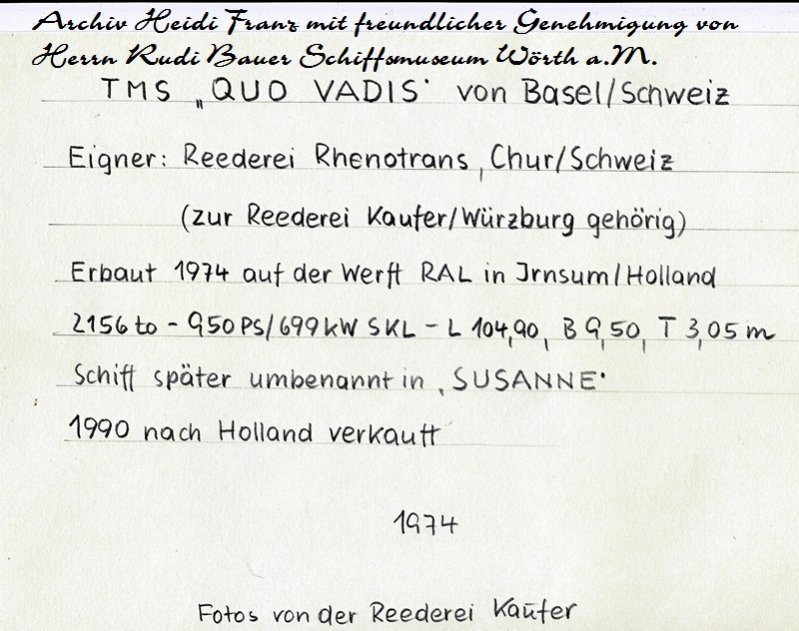 Archiv Heidi Franz mit freundlicher Genehmigung von
Herrn Rudi Bauer Schiffsmuseum Wörth a.M.
TMS „QUO VADIS" von Basel/Schweiz
Eigner: Reederei Rhenotrans, Chur/Schweiz
(zur Reederei Kaufer/Würzburg gehörig)
Erbaut 1974 auf der Werft RAL in Irnsum/Holland
2156 to - 950 PS/699 kW SKL - L 104,90, B 9,50, T 3,05 m
Schiff später umbenannt in ‚SUSANNE'
1990 nach Holland verkauft
1974
Fotos von der Reederei Kaufer